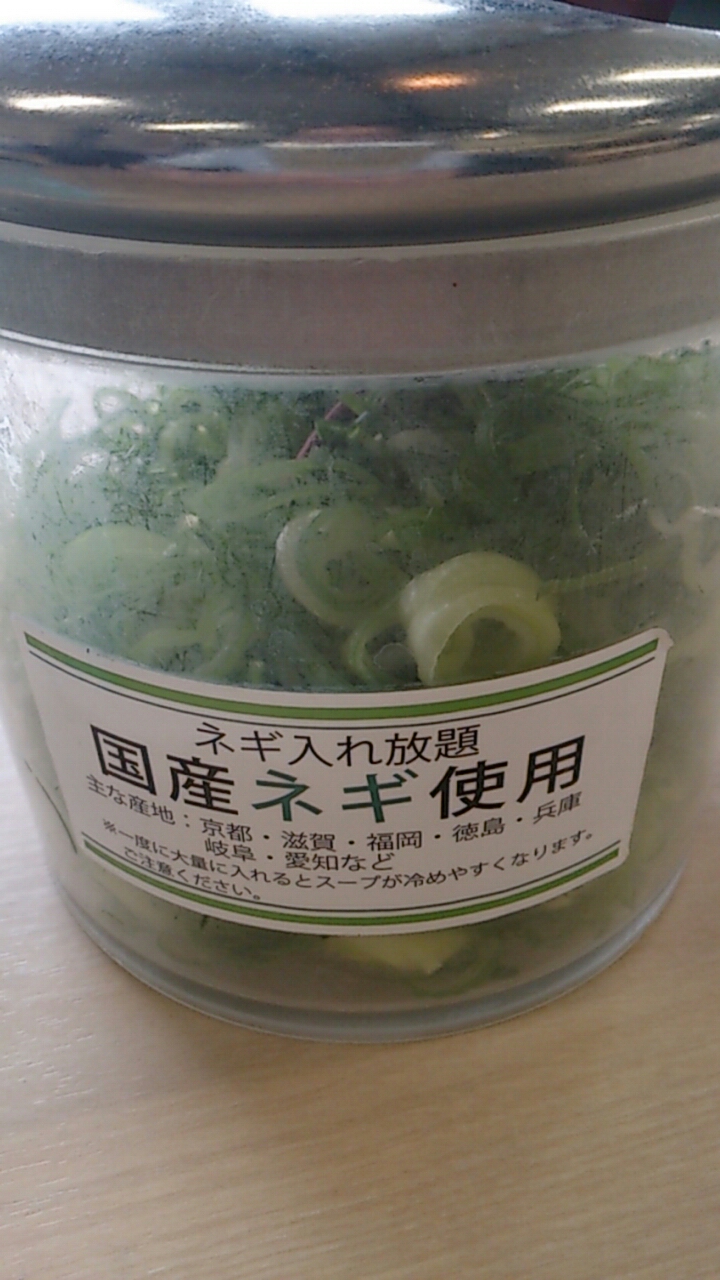 ネギ入れ放題
国産ネギ使用
主な産地：京都・滋賀・福岡・徳島・兵庫
岐阜・愛知など
※一度に大量に入れるとスープが冷めやすくなります。
ご注意ください。